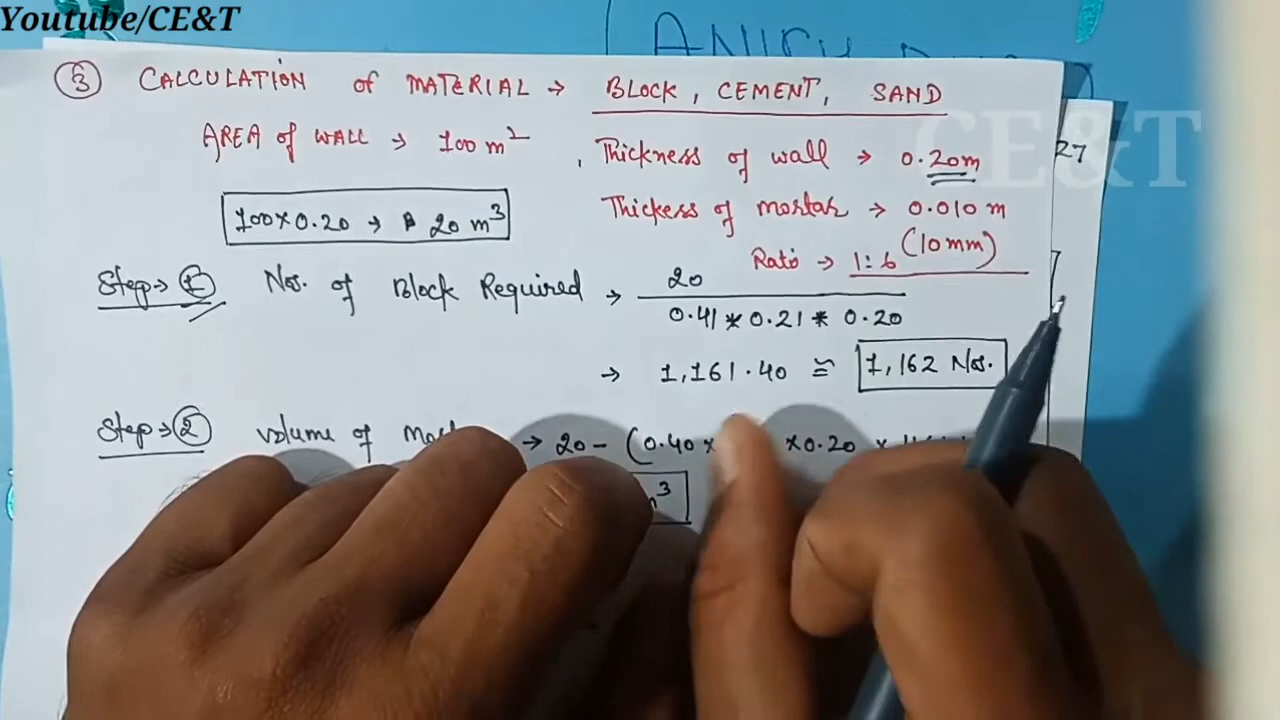 Youtube/CE&T
③ CALCULATION of MATERIAL → BLOCK, CEMENT, SAND
AREA of WALL → 100 m²
, Thickness of wall → 0.20m
CE&T
27
100×0.20 → 20 m³
Thickess of mortar → 0.010 m
(10mm)
Ratio → 1:6
Step → ① Nos. of Block Required → 20
0.41 * 0.21 * 0.20
→ 1,161.40 ≅ 1,162 Nos.
Step → ② Volume of → 20 - (0.40 × ×0.20 ×
m³